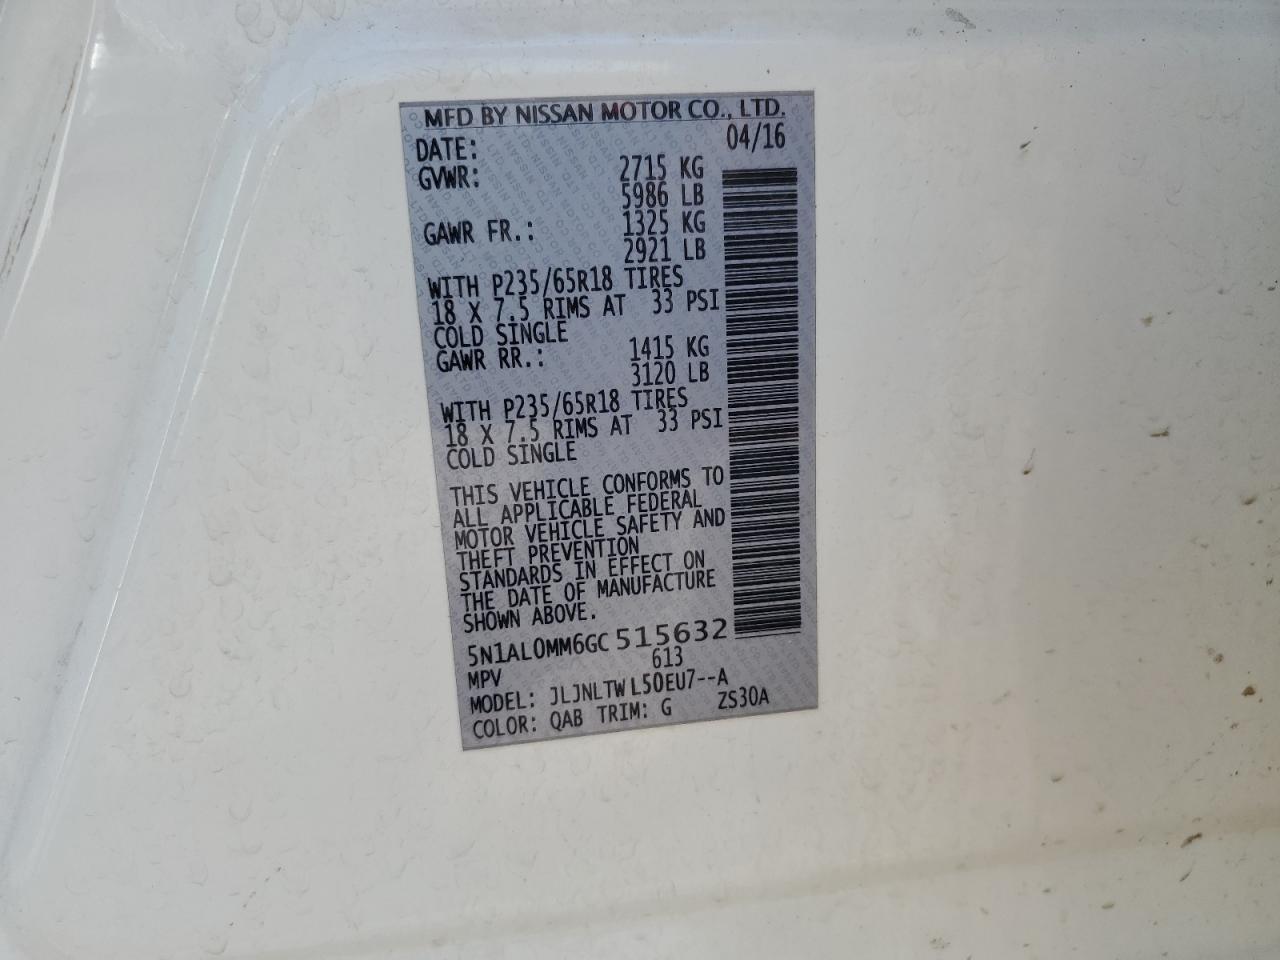 MFD BY NISSAN MOTOR CO., LTD.
DATE: 04/16
GVWR: 2715 KG
5986 LB
GAWR FR.: 1325 KG
2921 LB
WITH P235/65R18 TIRES
18 X 7.5 RIMS AT 33 PSI
COLD SINGLE
GAWR RR.: 1415 KG
3120 LB
WITH P235/65R18 TIRES
18 X 7.5 RIMS AT 33 PSI
COLD SINGLE
THIS VEHICLE CONFORMS TO
ALL APPLICABLE FEDERAL
MOTOR VEHICLE SAFETY AND
THEFT PREVENTION
STANDARDS IN EFFECT ON
THE DATE OF MANUFACTURE
SHOWN ABOVE.
5N1AL0MM6GC515632
613
MPV
MODEL: JLJNLTWL50EU7--A
COLOR: QAB TRIM: G ZS30A